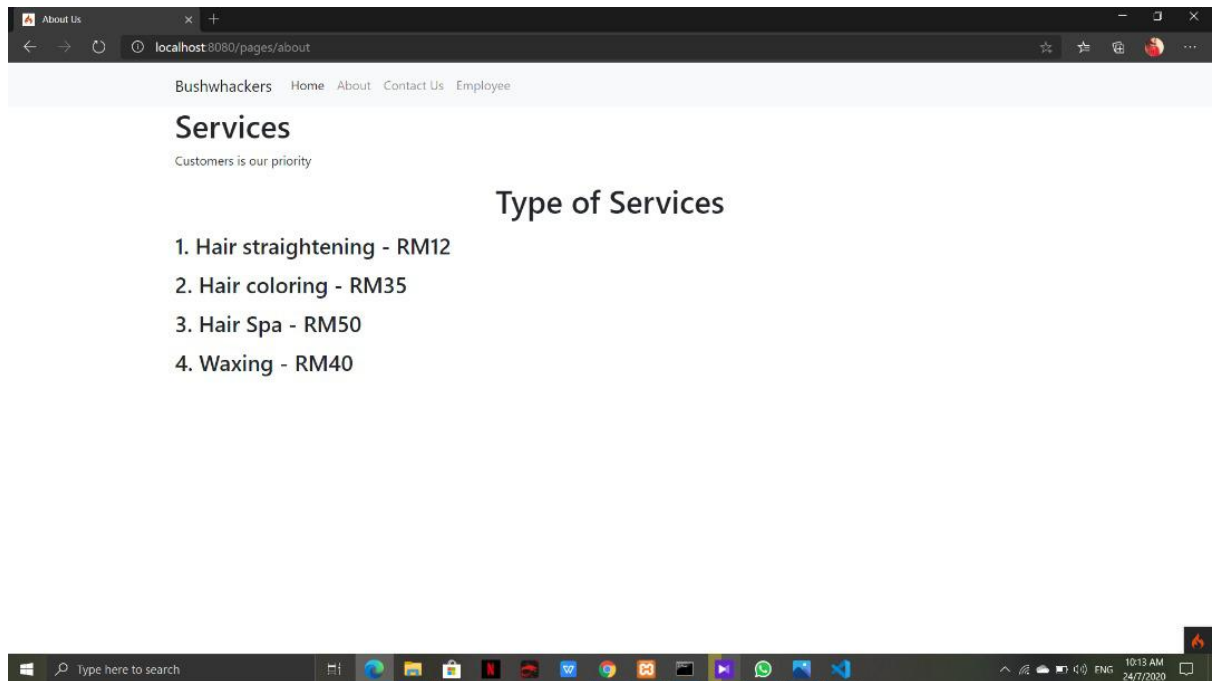 About Us
localhost:8080/pages/about
Bushwhackers Home About Contact Us Employee
Services
Customers is our priority
Type of Services
1. Hair straightening - RM12
2. Hair coloring - RM35
3. Hair Spa - RM50
4. Waxing - RM40
Type here to search
ENG
10:13 AM
24/7/2020